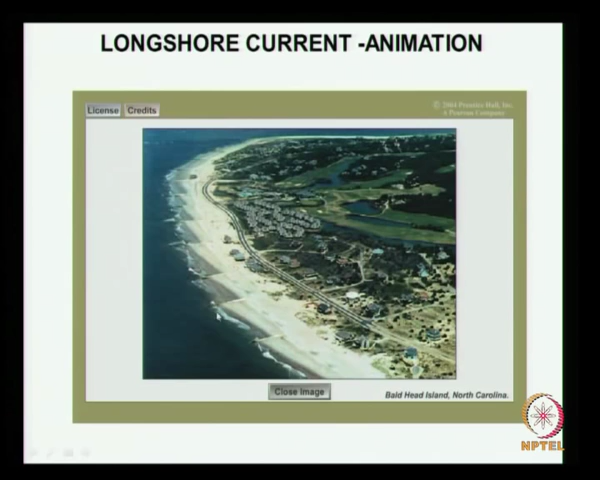 LONGSHORE CURRENT -ANIMATION
License Credits
© 2004 Prentice Hall, Inc.
A Pearson Company
Close Image
Bald Head Island, North Carolina.
NPTEL